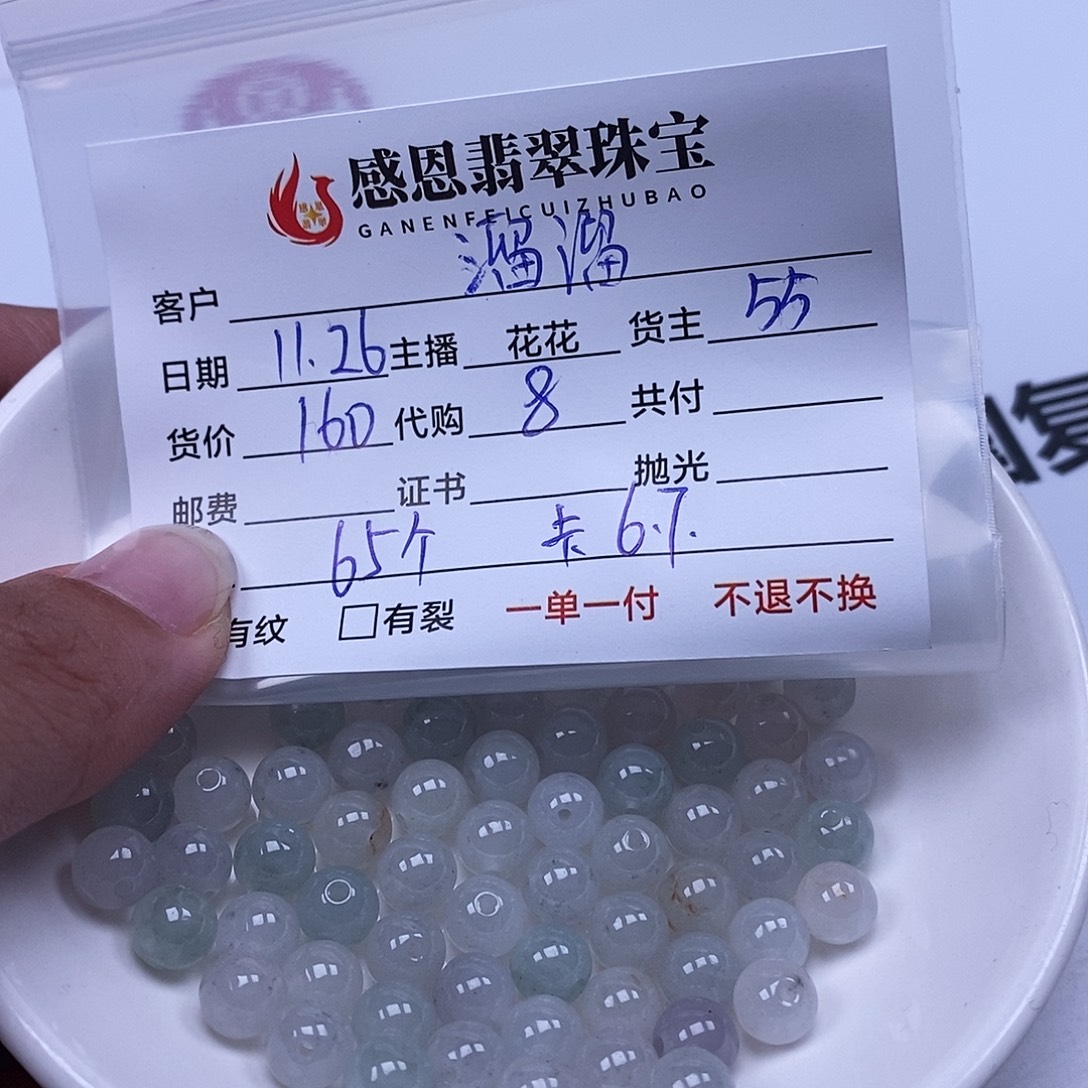 感恩翡翠珠宝
GANENFEICUIZHUBAO
客户 溜溜
日期 11.26 主播 花花 货主 55
货价 160 代购 8 共付
邮费 证书 抛光
65个 卡 6.7.
有纹 □有裂 一单一付 不退不换